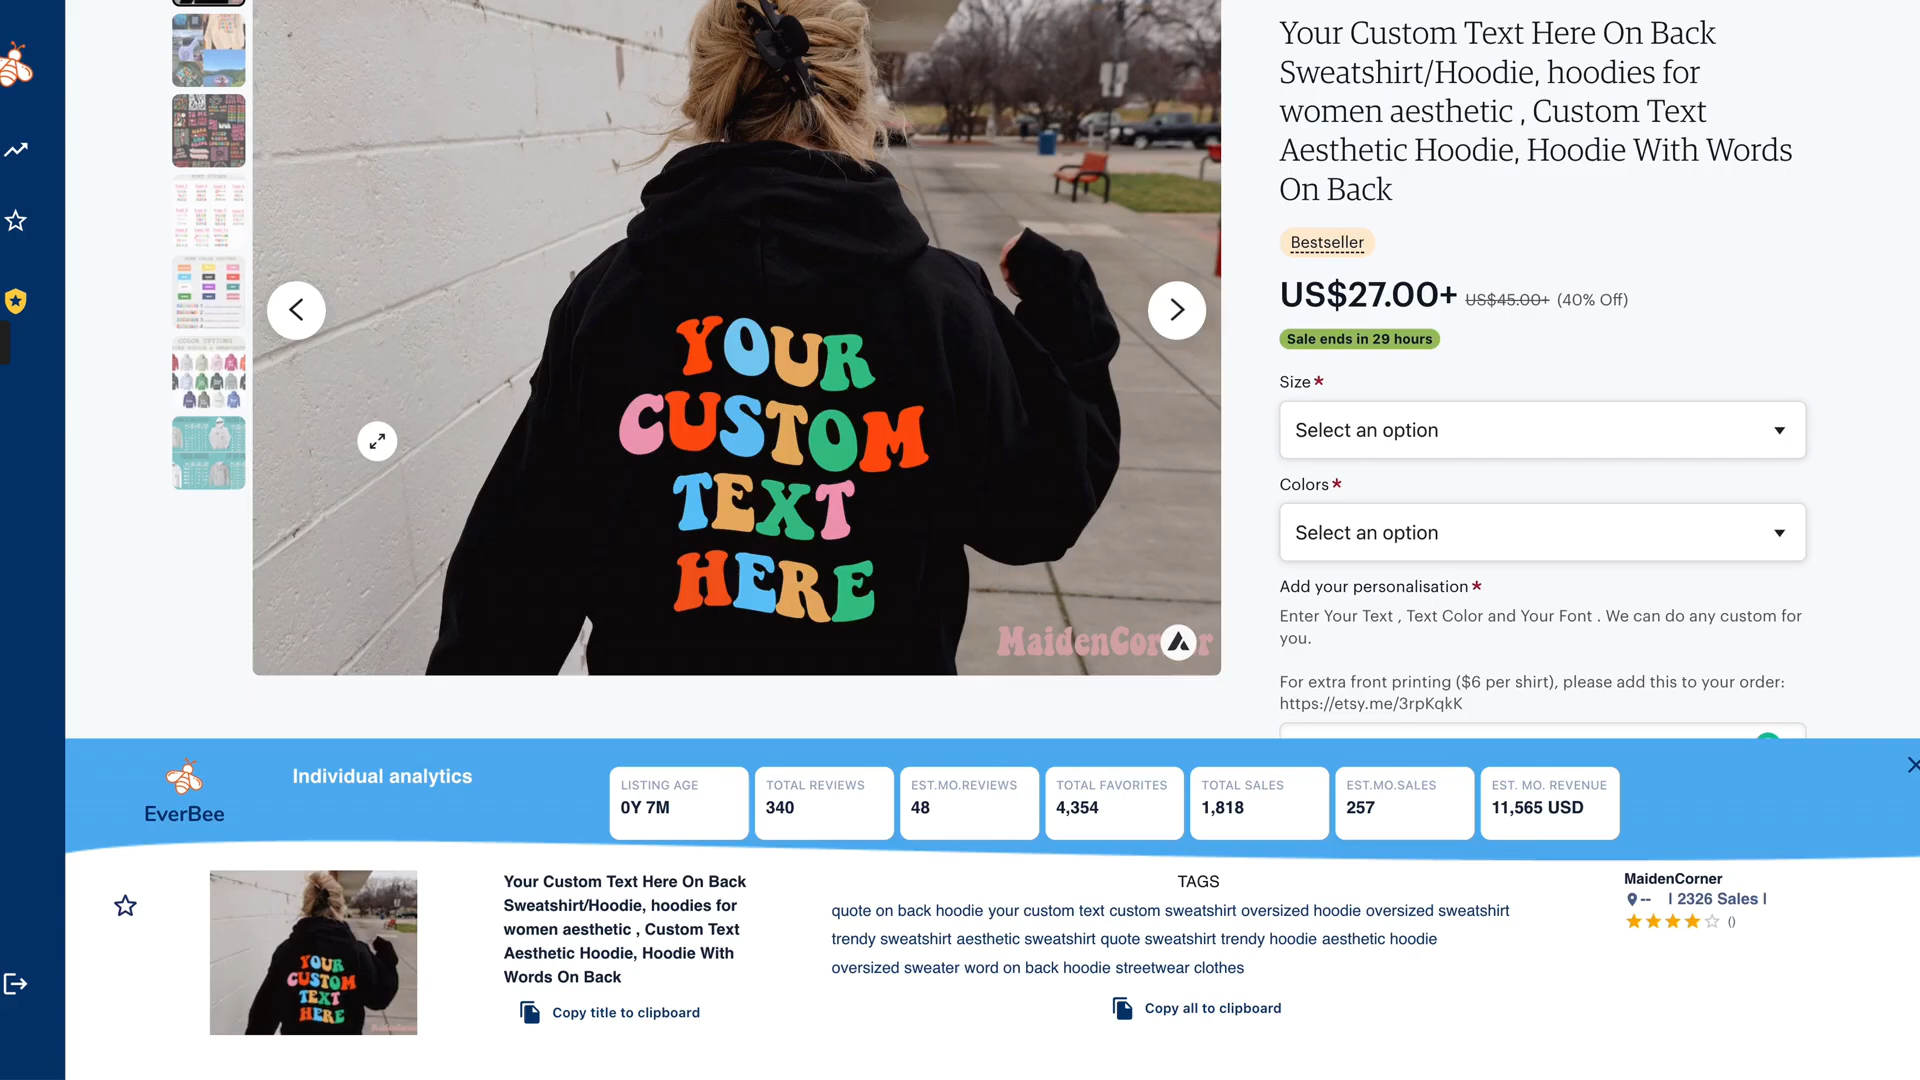 Your Custom Text Here On Back
Sweatshirt/Hoodie, hoodies for
women aesthetic , Custom Text
Aesthetic Hoodie, Hoodie With Words
On Back
Bestseller
US$27.00+ US$45.00+ (40% Off)
Sale ends in 29 hours
Size*
Select an option
Colors*
Select an option
Add your personalisation*
Enter Your Text , Text Color and Your Font . We can do any custom for
you.
For extra front printing ($6 per shirt), please add this to your order:
https://etsy.me/3rpKqkK
YOUR
CUSTOM
TEXT
HERE
COLOR OPTIONS
EverBee
Individual analytics
LISTING AGE
0Y 7M
TOTAL REVIEWS
340
EST.MO.REVIEWS
48
TOTAL FAVORITES
4,354
TOTAL SALES
1,818
EST.MO.SALES
257
EST. MO. REVENUE
11,565 USD
YOUR
CUSTOM
TEXT
HERE
Your Custom Text Here On Back
Sweatshirt/Hoodie, hoodies for
women aesthetic , Custom Text
Aesthetic Hoodie, Hoodie With
Words On Back
Copy title to clipboard
TAGS
quote on back hoodie your custom text custom sweatshirt oversized hoodie oversized sweatshirt
trendy sweatshirt aesthetic sweatshirt quote sweatshirt trendy hoodie aesthetic hoodie
oversized sweater word on back hoodie streetwear clothes
Copy all to clipboard
MaidenCorner
-- | 2326 Sales |
()